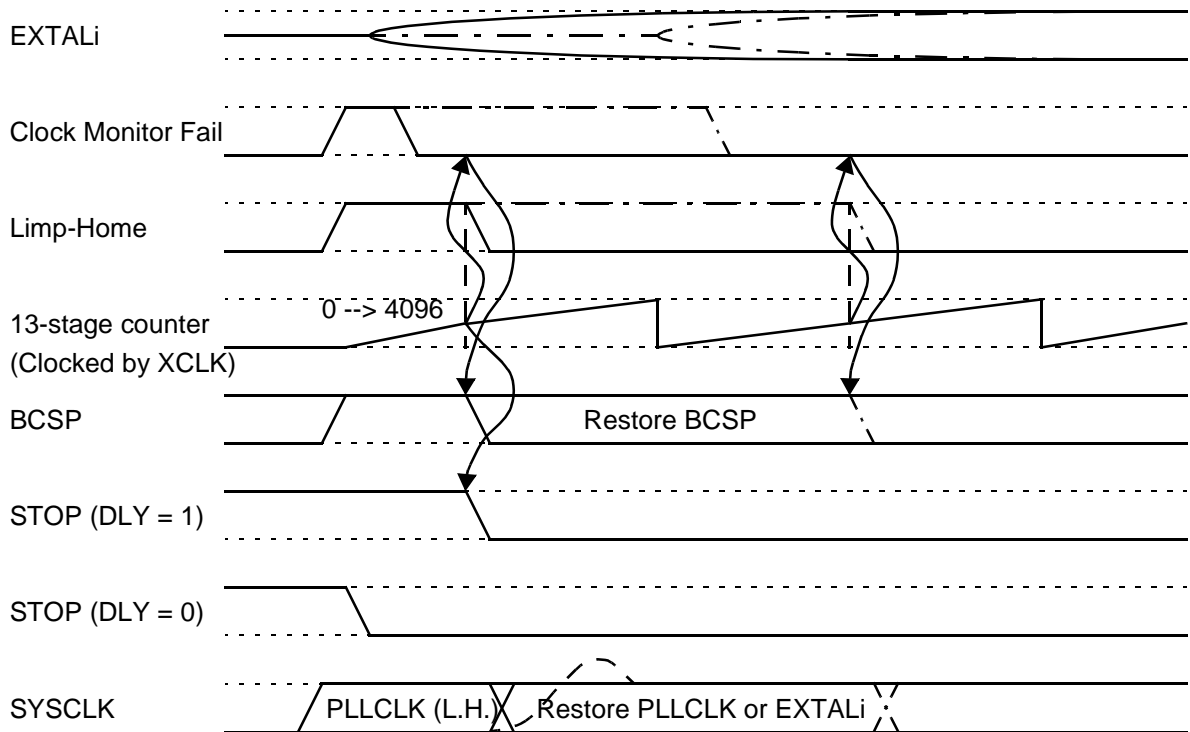 EXTALi
Clock Monitor Fail
Limp-Home
0 --> 4096
13-stage counter
(Clocked by XCLK)
BCSP
Restore BCSP
STOP (DLY = 1)
STOP (DLY = 0)
SYSCLK
PLLCLK (L.H.)
Restore PLLCLK or EXTALi